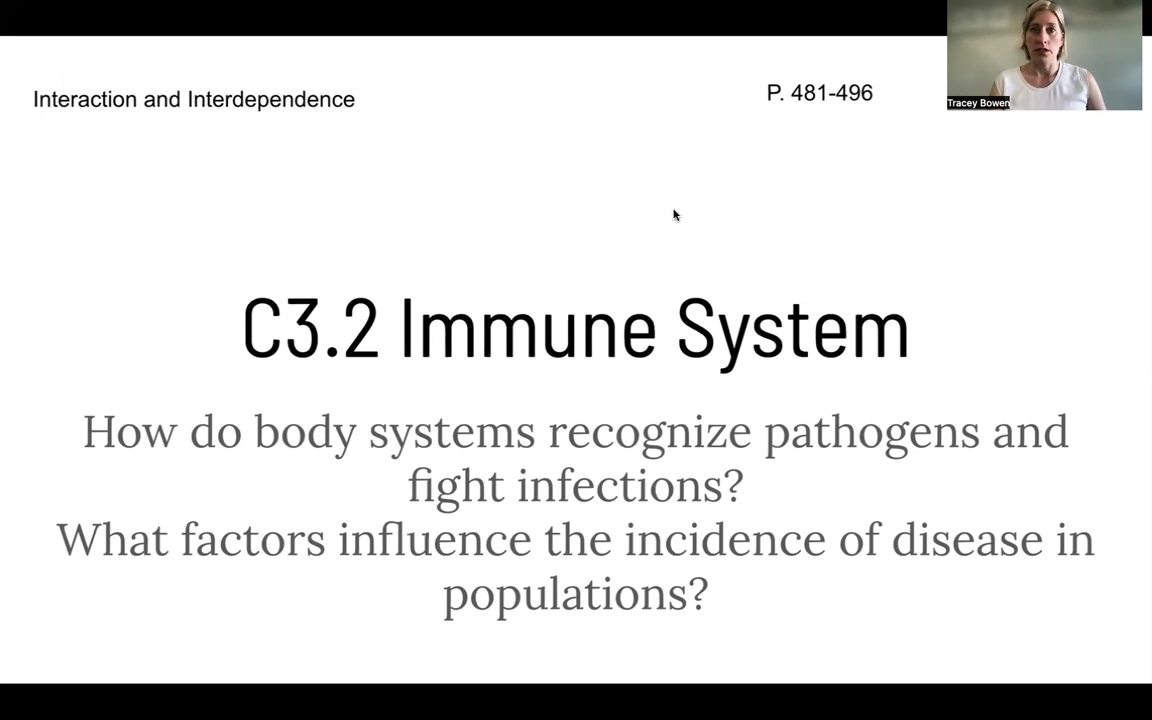 Interaction and Interdependence
P. 481-496
Tracey Bowen
C3.2 Immune System
How do body systems recognize pathogens and
fight infections?
What factors influence the incidence of disease in
populations?